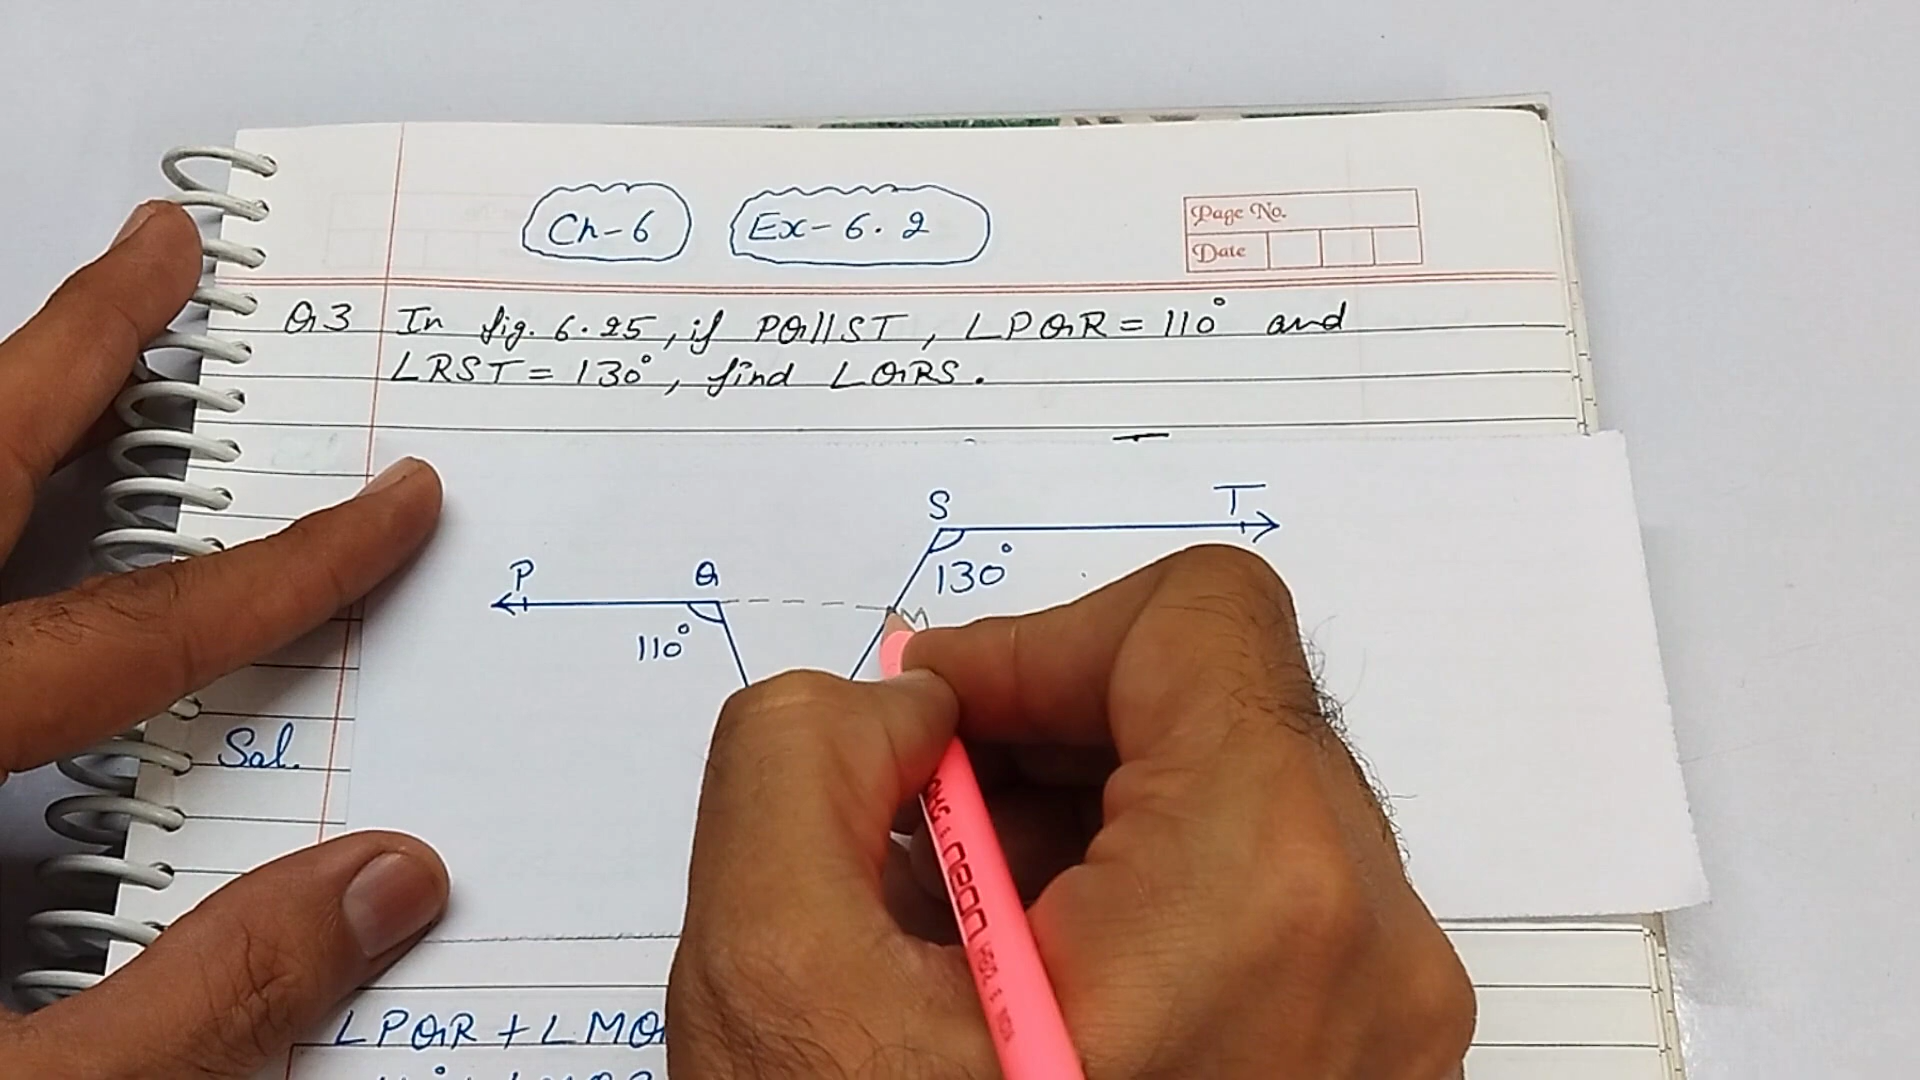 Ch-6 Ex-6.2
Page No.
Date
Q3 In fig. 6.25, if PQ||ST, ∠PQR = 110° and
∠RST = 130°, find ∠QRS.
S T
130°
P Q
110°
M
Sol.
∠PQR + ∠MQ
neon